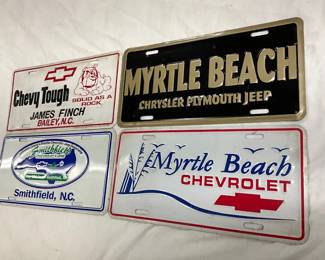 Chevy Tough
SOLID AS A
ROCK
JAMES FINCH
BAILEY, N.C.
MYRTLE BEACH
CHRYSLER PLYMOUTH JEEP
Smithfield
Smithfield, N.C.
Myrtle Beach
CHEVROLET